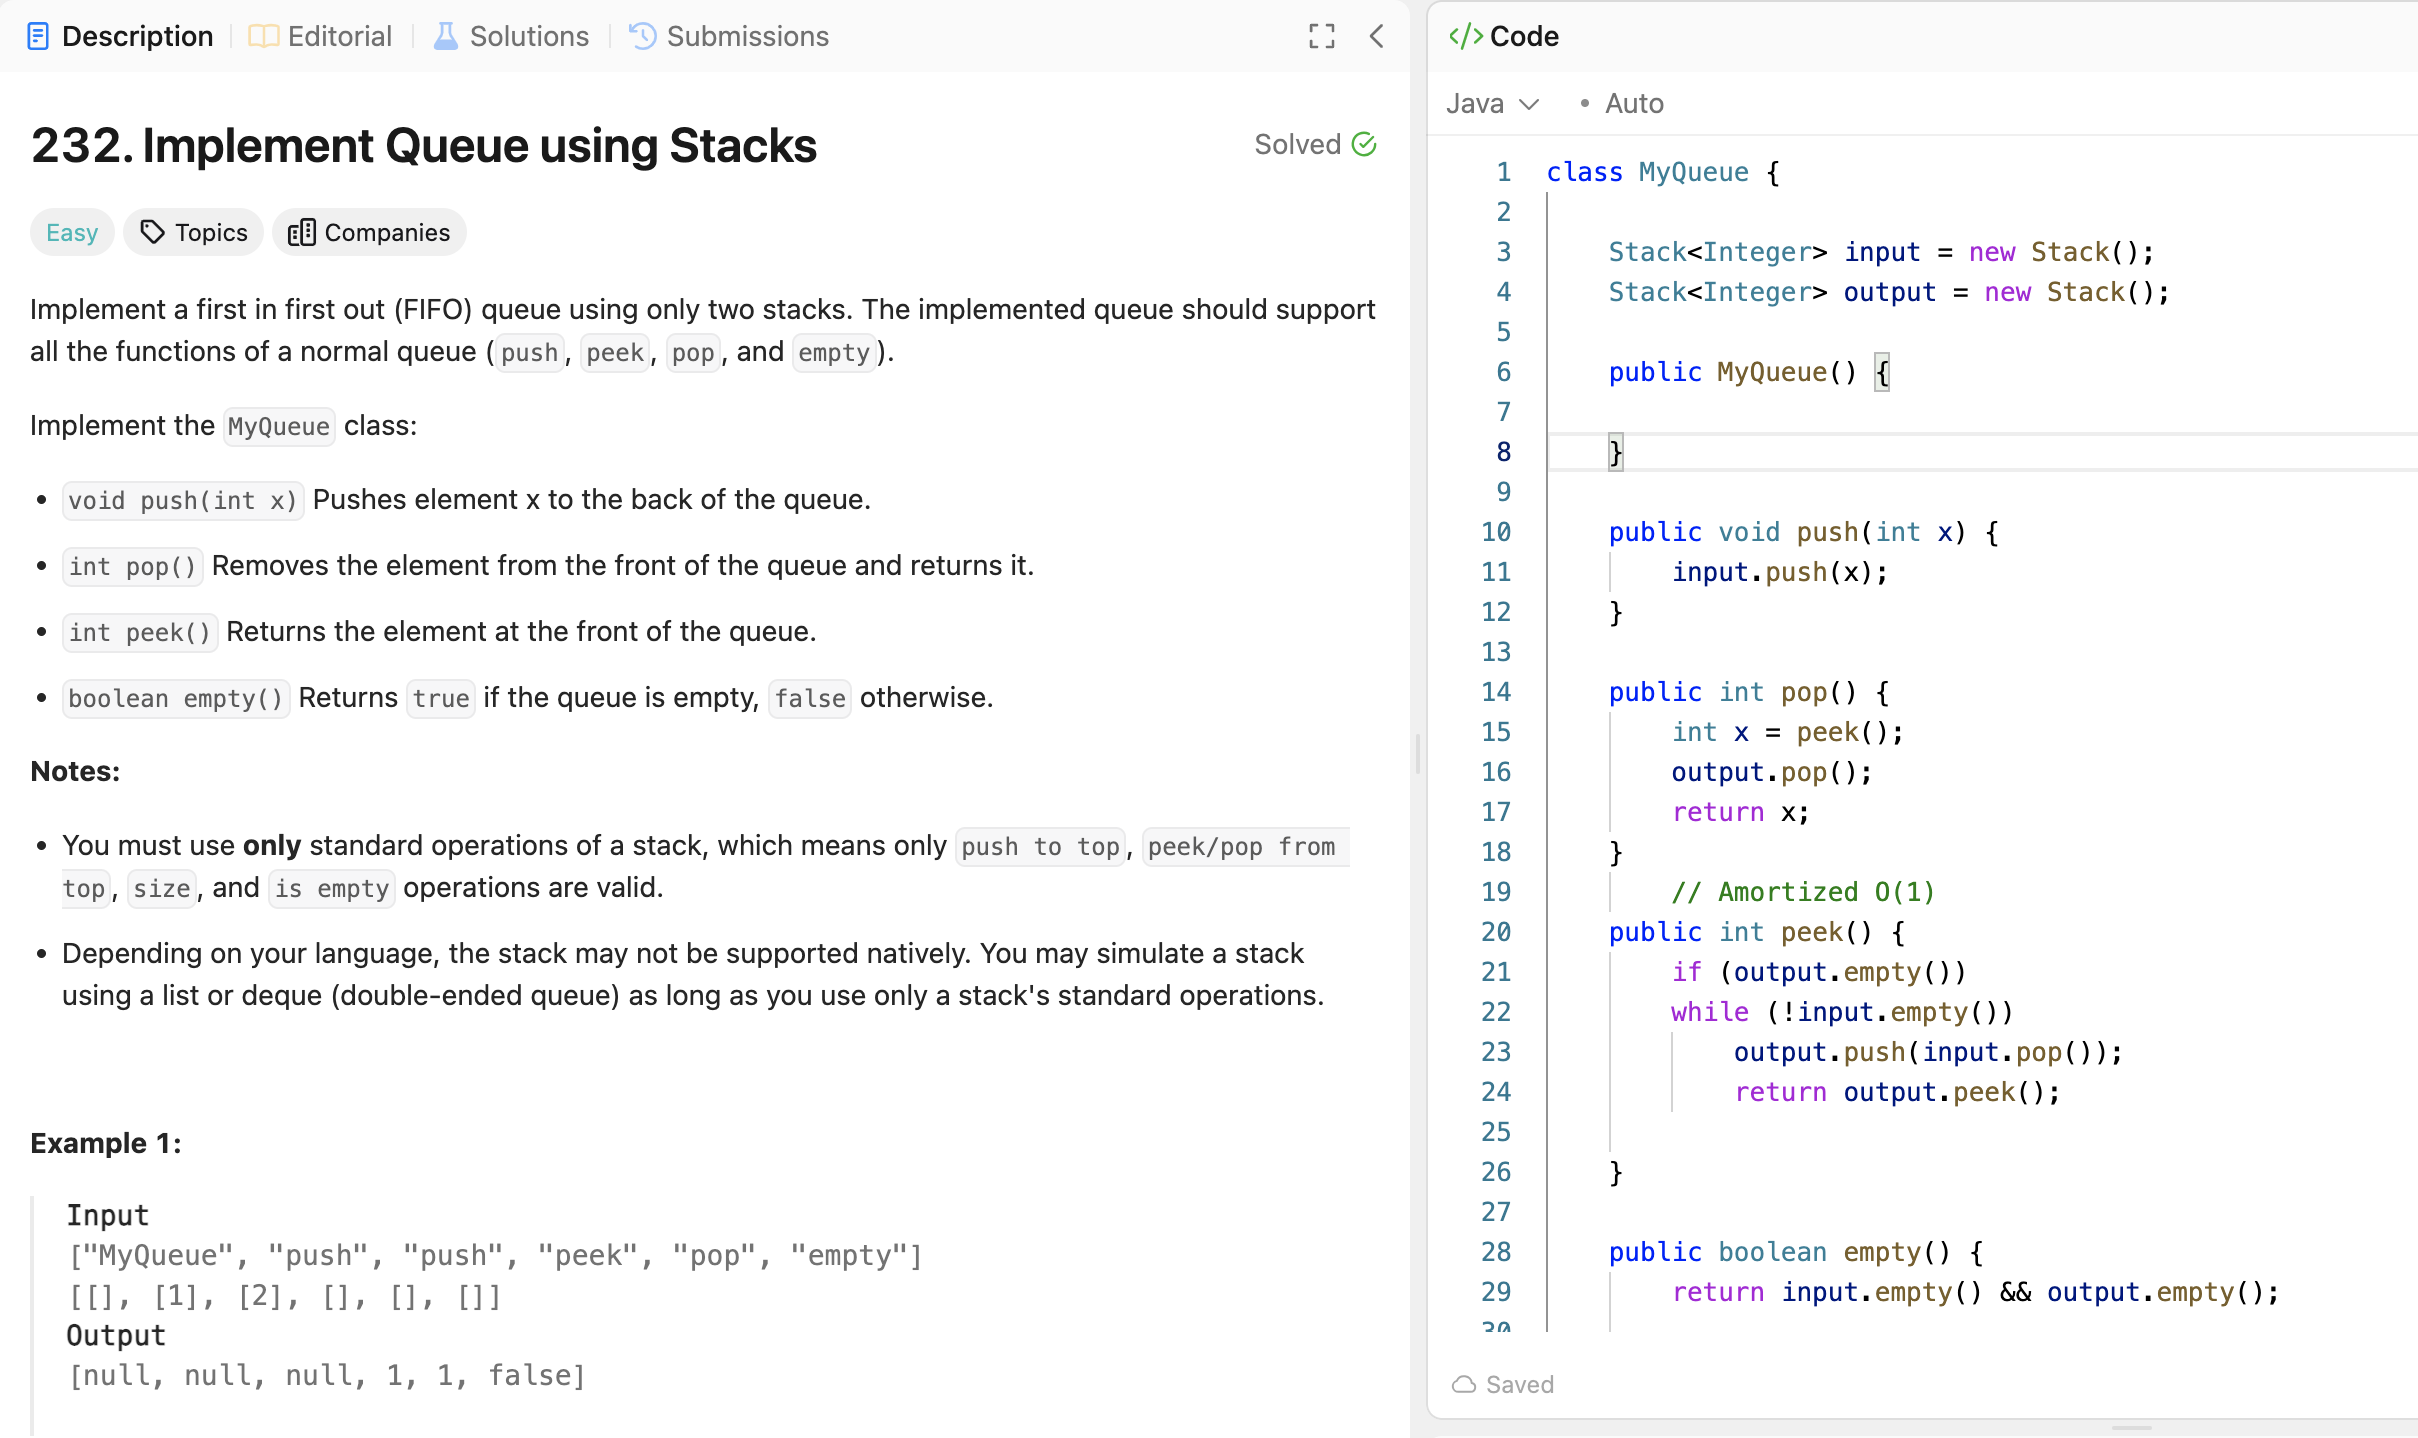 Description
Editorial
Solutions
Submissions
232. Implement Queue using Stacks
Solved
Easy
Topics
Companies
Implement a first in first out (FIFO) queue using only two stacks. The implemented queue should support
all the functions of a normal queue (push, peek, pop, and empty).
Implement the MyQueue class:
• void push(int x) Pushes element x to the back of the queue.
• int pop() Removes the element from the front of the queue and returns it.
• int peek() Returns the element at the front of the queue.
• boolean empty() Returns true if the queue is empty, false otherwise.
Notes:
• You must use only standard operations of a stack, which means only push to top, peek/pop from
top, size, and is empty operations are valid.
• Depending on your language, the stack may not be supported natively. You may simulate a stack
using a list or deque (double-ended queue) as long as you use only a stack's standard operations.
Example 1:
Input
["MyQueue", "push", "push", "peek", "pop", "empty"]
[[], [1], [2], [], [], []]
Output
[null, null, null, 1, 1, false]
</> Code
Java • Auto
1 class MyQueue {
2
3     Stack<Integer> input = new Stack();
4     Stack<Integer> output = new Stack();
5
6     public MyQueue() {
7
8     }
9
10     public void push(int x) {
11         input.push(x);
12     }
13
14     public int pop() {
15         int x = peek();
16         output.pop();
17         return x;
18     }
19         // Amortized O(1)
20     public int peek() {
21         if (output.empty())
22         while (!input.empty())
23             output.push(input.pop());
24             return output.peek();
25
26     }
27
28     public boolean empty() {
29         return input.empty() && output.empty();
30
Saved